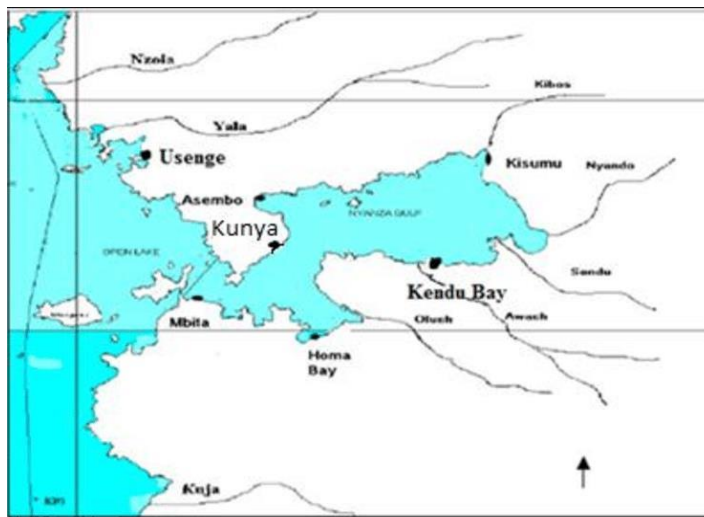 Nzoia
Kibos
Yala
Usenge
Kisumu
Nyando
Asembo
NYANZA GULF
Kunya
OPEN LAKE
Sondu
Kendu Bay
Mbita
Oluch
Awach
Homa
Bay
Kuja